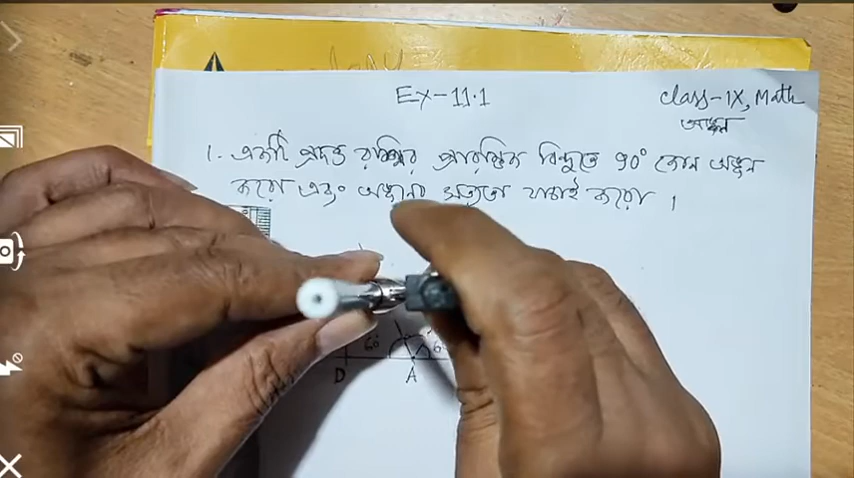 Ex-11.1
Class-IX, Math
অঙ্কন
1. একটি প্রদত্ত রশ্মির প্রারম্ভিক বিন্দুতে 90° কোন অঙ্কন
করো এবং অঙ্কনের সত্যতা যাচাই করো ।
60
6
D A